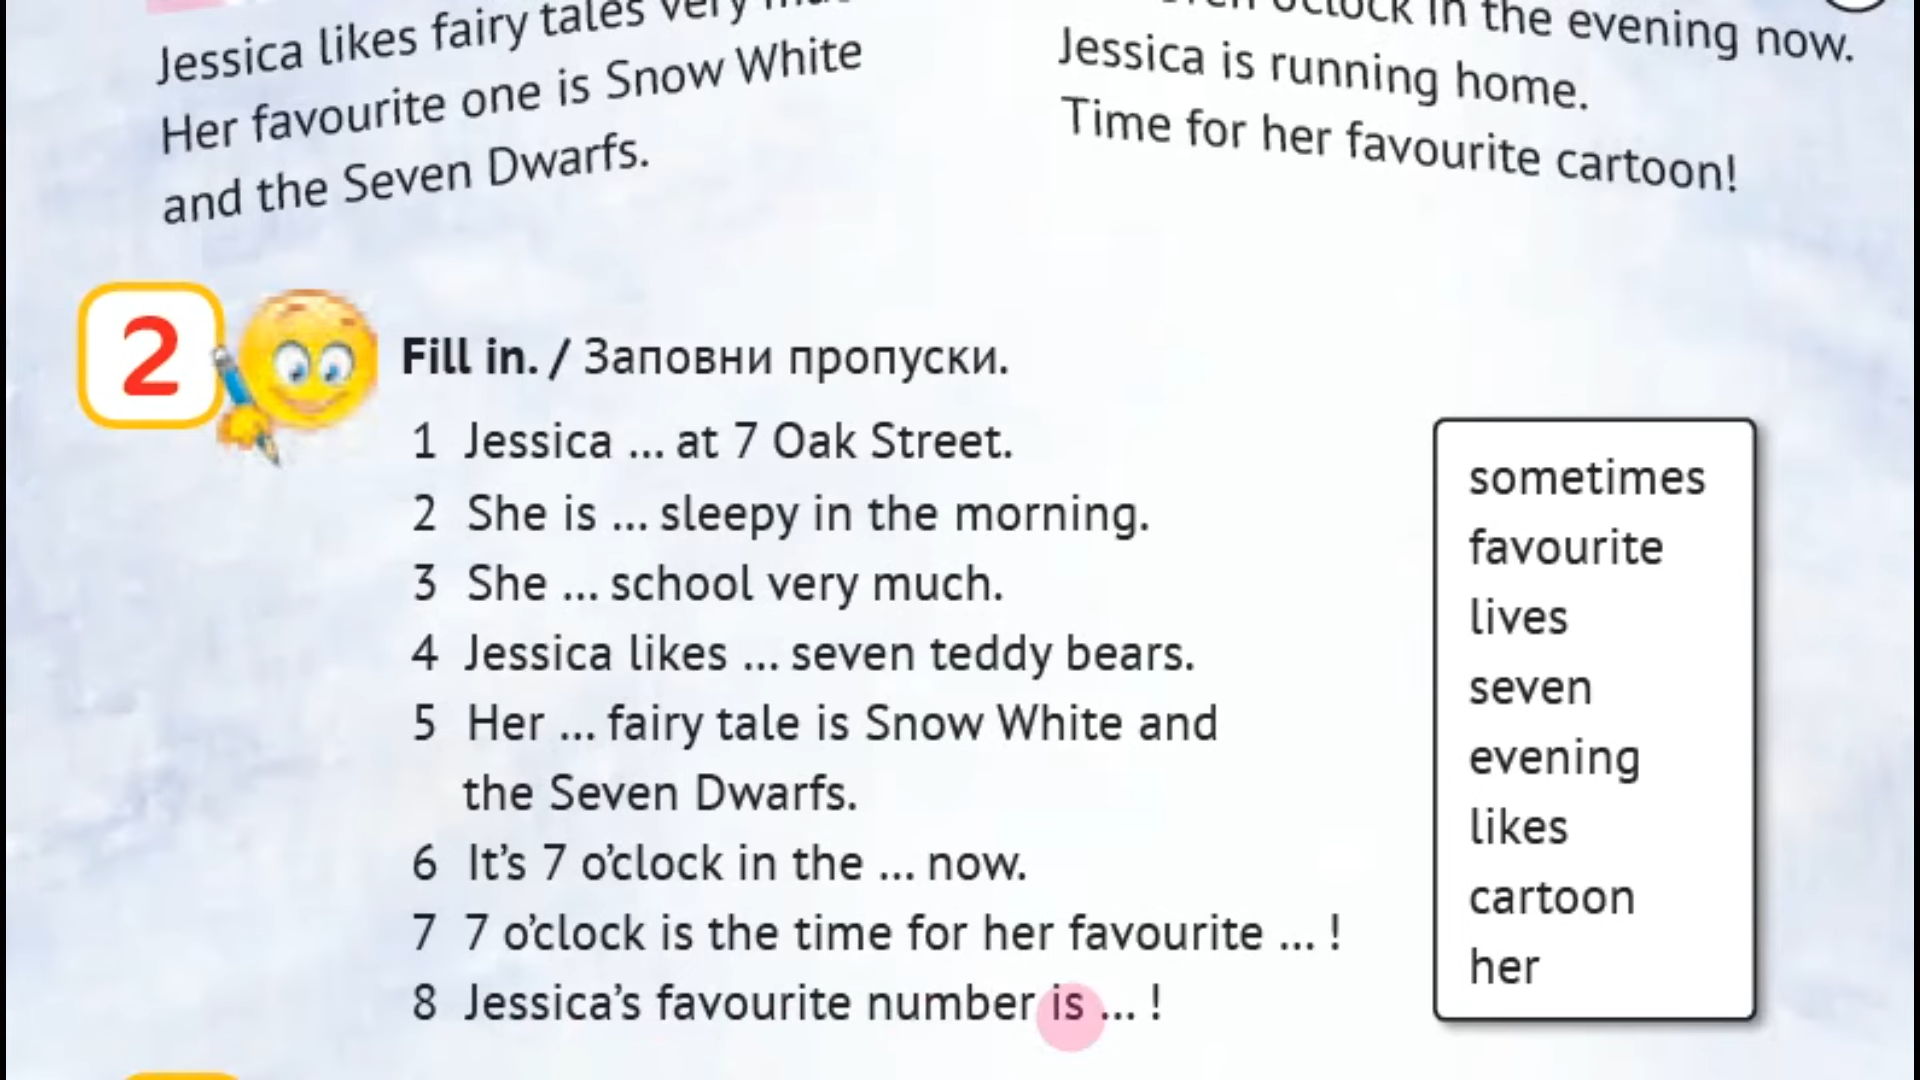 Jessica likes fairy tales very
Her favourite one is Snow White
and the Seven Dwarfs.
o'clock in the evening now.
Jessica is running home.
Time for her favourite cartoon!
2
Fill in. / Заповни пропуски.
1 Jessica ... at 7 Oak Street.
2 She is ... sleepy in the morning.
3 She ... school very much.
4 Jessica likes ... seven teddy bears.
5 Her ... fairy tale is Snow White and
the Seven Dwarfs.
6 It's 7 o'clock in the ... now.
7 7 o'clock is the time for her favourite ... !
8 Jessica's favourite number is ... !
sometimes
favourite
lives
seven
evening
likes
cartoon
her